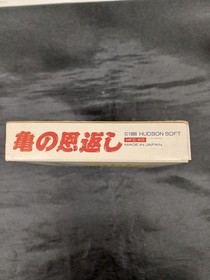 亀の恩返し
©1988 HUDSON SOFT
MADE IN JAPAN